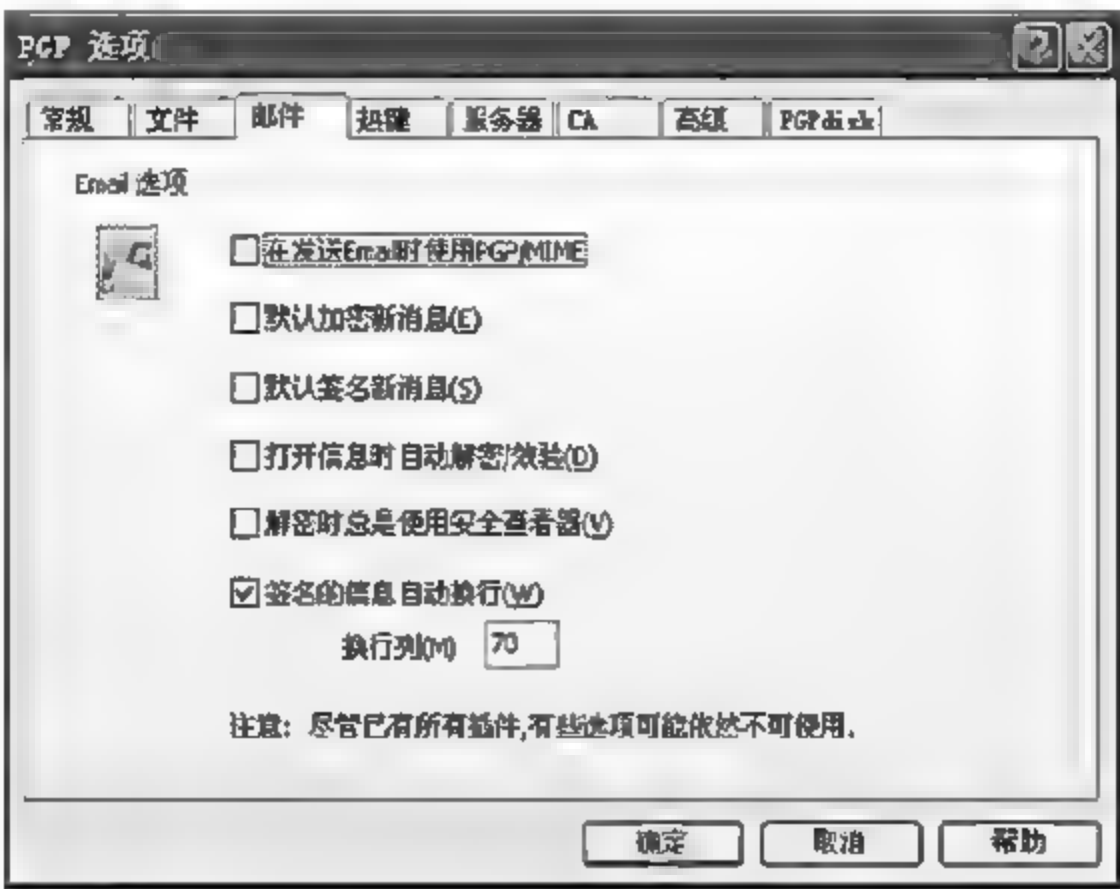 PGP 选项
常规 文件 邮件 热键 服务器 CA 高级 PGPdisk
Email 选项
在发送Email时使用PGP/MIME
默认加密新消息(E)
默认签名新消息(S)
打开信息时自动解密/效验(D)
解密时总是使用安全查看器(V)
签名的信息自动换行(W)
换行列(M) 70
注意: 尽管已有所有插件,有些选项可能依然不可使用.
确定 取消 帮助